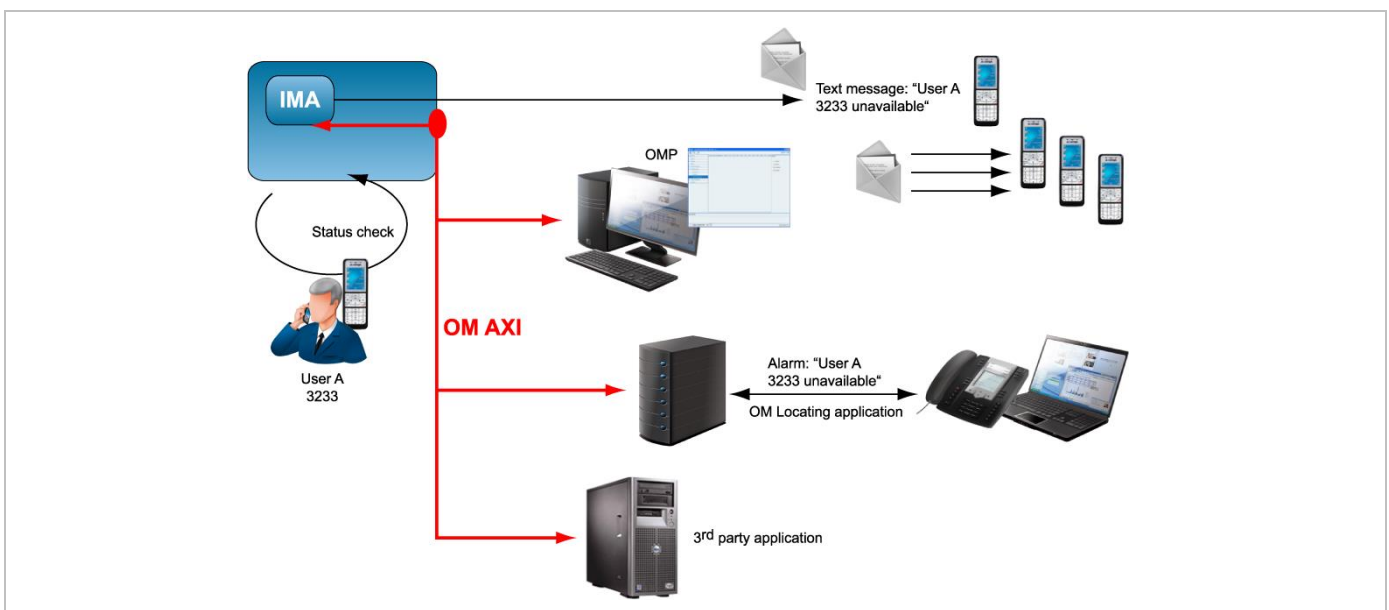 IMA
Text message: “User A
3233 unavailable“
OMP
Status check
OM AXI
User A
3233
Alarm: “User A
3233 unavailable“
OM Locating application
3rd party application